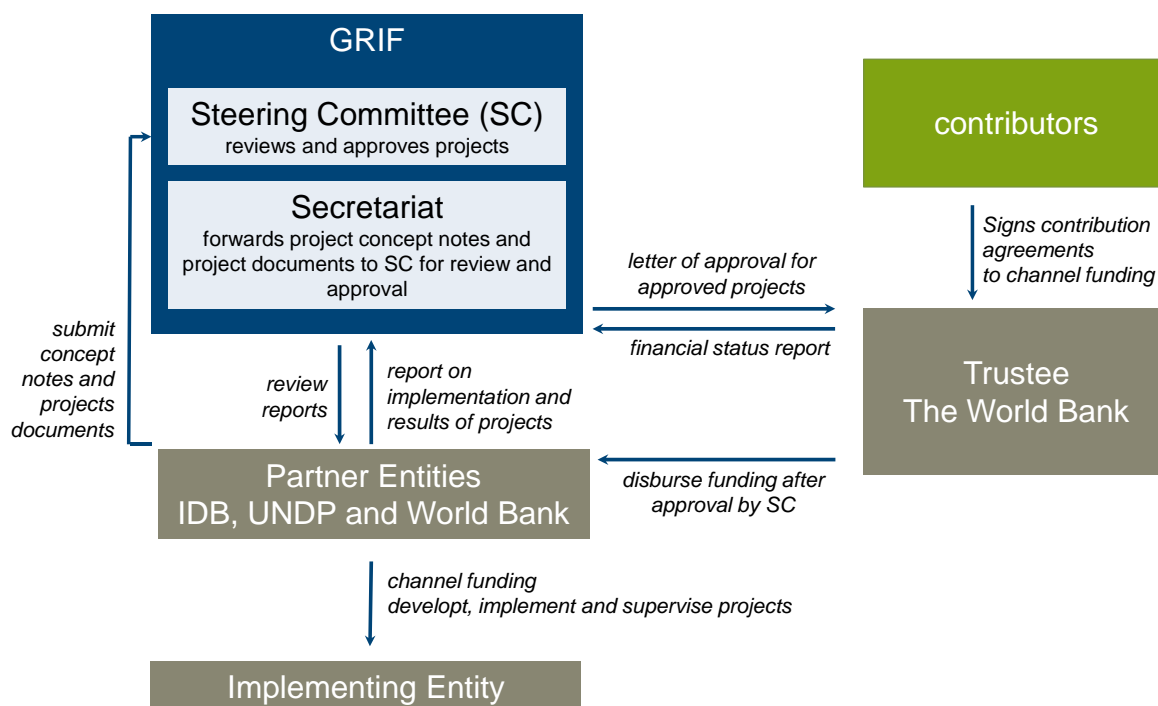 GRIF
Steering Committee (SC)
reviews and approves projects
Secretariat
forwards project concept notes and
project documents to SC for review and
approval
contributors
Signs contribution
agreements
to channel funding
letter of approval for
approved projects
financial status report
Trustee
The World Bank
submit
concept
notes and
projects
documents
review
reports
report on
implementation and
results of projects
Partner Entities
IDB, UNDP and World Bank
disburse funding after
approval by SC
channel funding
developt, implement and supervise projects
Implementing Entity